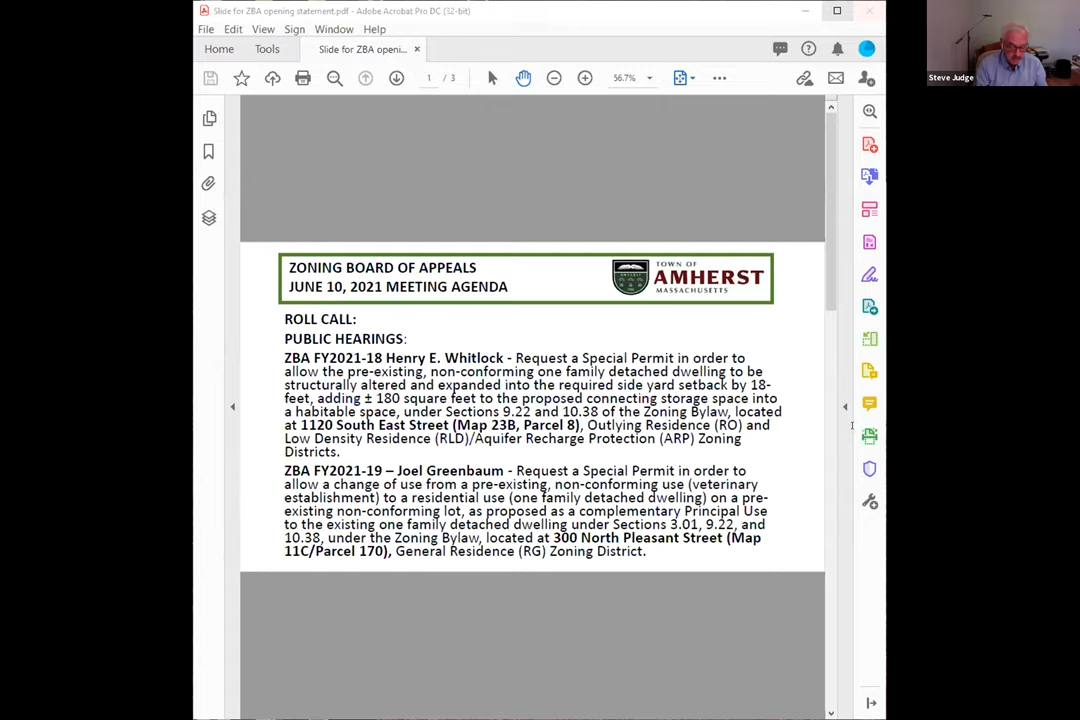 Slide for ZBA opening statement.pdf - Adobe Acrobat Pro DC (32-bit)
File Edit View Sign Window Help
Home Tools Slide for ZBA openi... ×
1 / 3 56.7%
Steve Judge
ZONING BOARD OF APPEALS
JUNE 10, 2021 MEETING AGENDA
TOWN OF
AMHERST
MASSACHUSETTS
ROLL CALL:
PUBLIC HEARINGS:
ZBA FY2021-18 Henry E. Whitlock - Request a Special Permit in order to
allow the pre-existing, non-conforming one family detached dwelling to be
structurally altered and expanded into the required side yard setback by 18-
feet, adding ± 180 square feet to the proposed connecting storage space into
a habitable space, under Sections 9.22 and 10.38 of the Zoning Bylaw, located
at 1120 South East Street (Map 23B, Parcel 8), Outlying Residence (RO) and
Low Density Residence (RLD)/Aquifer Recharge Protection (ARP) Zoning
Districts.
ZBA FY2021-19 – Joel Greenbaum - Request a Special Permit in order to
allow a change of use from a pre-existing, non-conforming use (veterinary
establishment) to a residential use (one family detached dwelling) on a pre-
existing non-conforming lot, as proposed as a complementary Principal Use
to the existing one family detached dwelling under Sections 3.01, 9.22, and
10.38, under the Zoning Bylaw, located at 300 North Pleasant Street (Map
11C/Parcel 170), General Residence (RG) Zoning District.